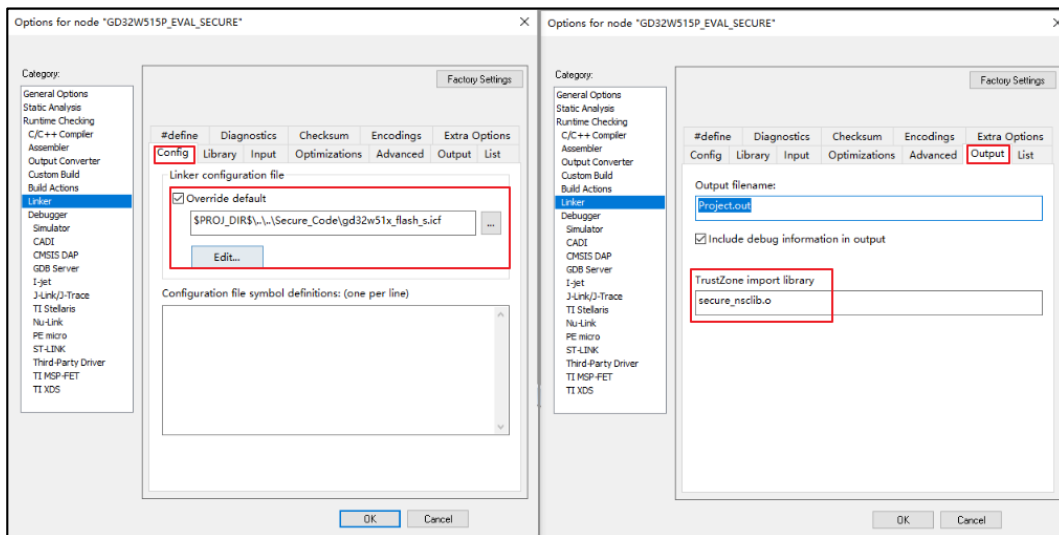 Options for node "GD32W515P_EVAL_SECURE"
Category:
General Options
Static Analysis
Runtime Checking
C/C++ Compiler
Assembler
Output Converter
Custom Build
Build Actions
Linker
Debugger
Simulator
CADI
CMSIS DAP
GDB Server
I-jet
J-Link/J-Trace
TI Stellaris
Nu-Link
PE micro
ST-LINK
Third-Party Driver
TI MSP-FET
TI XDS
Factory Settings
#define Diagnostics Checksum Encodings Extra Options
Config Library Input Optimizations Advanced Output List
Linker configuration file
Override default
$PROJ_DIR$\..\..\Secure_Code\gd32w51x_flash_s.icf
...
Edit...
Configuration file symbol definitions: (one per line)
OK Cancel
Options for node "GD32W515P_EVAL_SECURE"
Category:
General Options
Static Analysis
Runtime Checking
C/C++ Compiler
Assembler
Output Converter
Custom Build
Build Actions
Linker
Debugger
Simulator
CADI
CMSIS DAP
GDB Server
I-jet
J-Link/J-Trace
TI Stellaris
Nu-Link
PE micro
ST-LINK
Third-Party Driver
TI MSP-FET
TI XDS
Factory Settings
#define Diagnostics Checksum Encodings Extra Options
Config Library Input Optimizations Advanced Output List
Output filename:
Project.out
Include debug information in output
TrustZone import library
secure_nsclib.o
OK Cancel